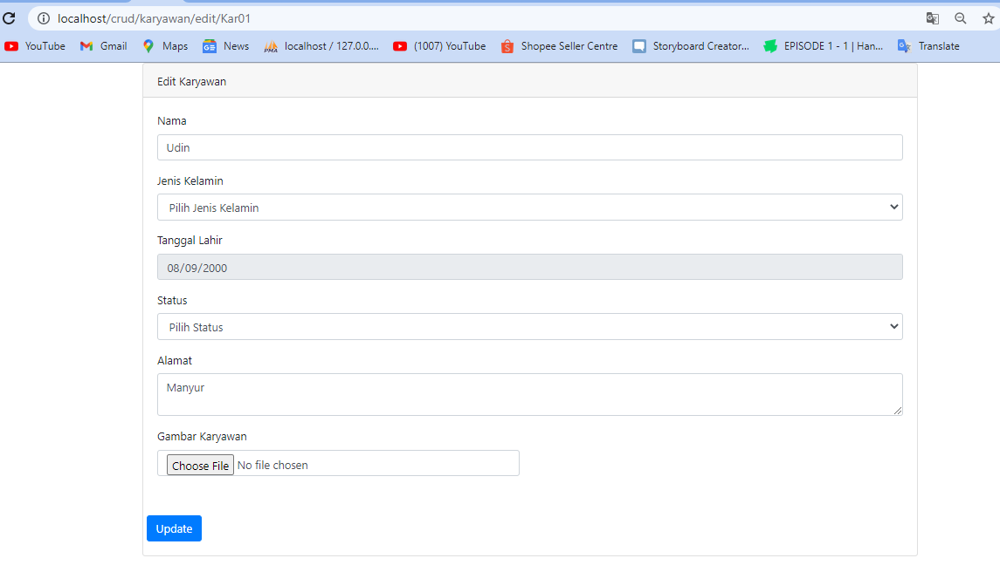 localhost/crud/karyawan/edit/Kar01
YouTube Gmail Maps News localhost / 127.0.0.... (1007) YouTube Shopee Seller Centre Storyboard Creator... EPISODE 1 - 1 | Han... Translate
Edit Karyawan
Nama
Udin
Jenis Kelamin
Pilih Jenis Kelamin
Tanggal Lahir
08/09/2000
Status
Pilih Status
Alamat
Manyur
Gambar Karyawan
Choose File No file chosen
Update